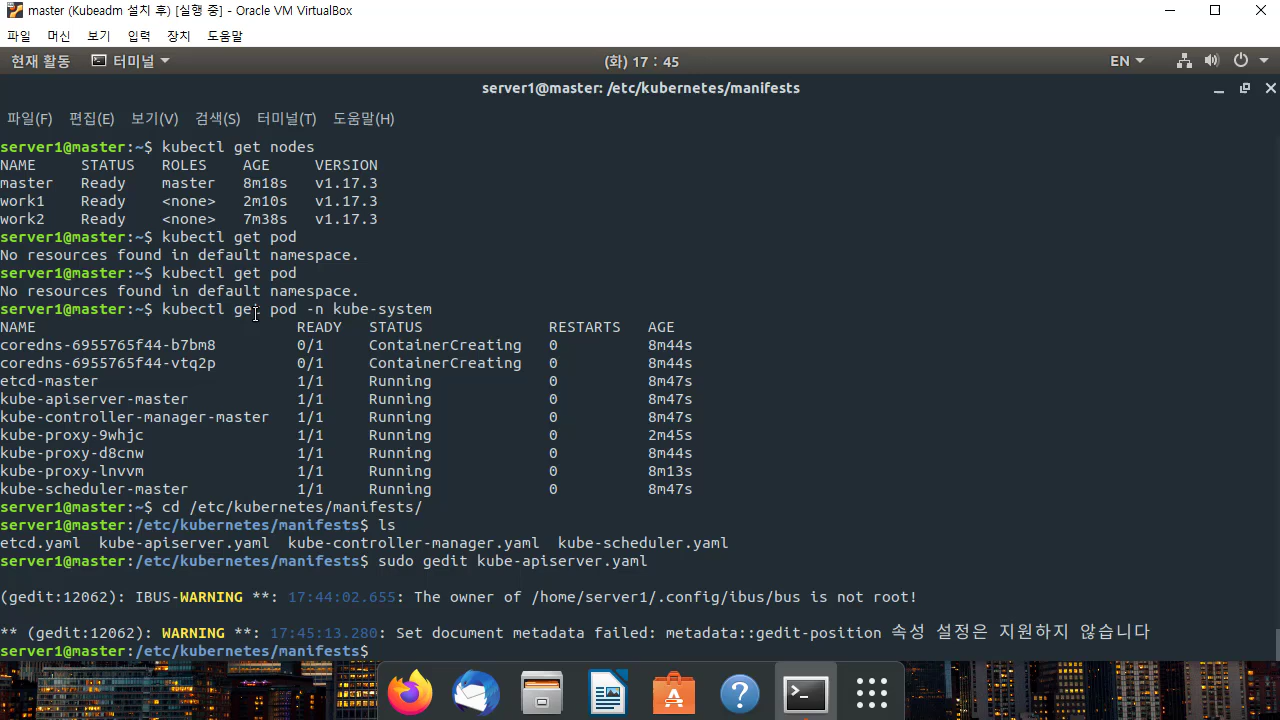 master (Kubeadm 설치 후) [실행 중] - Oracle VM VirtualBox
파일 머신 보기 입력 장치 도움말
현재 활동 터미널 (화) 17 : 45 EN
server1@master: /etc/kubernetes/manifests
파일(F) 편집(E) 보기(V) 검색(S) 터미널(T) 도움말(H)
server1@master:~$ kubectl get nodes
NAME STATUS ROLES AGE VERSION
master Ready master 8m18s v1.17.3
work1 Ready <none> 2m10s v1.17.3
work2 Ready <none> 7m38s v1.17.3
server1@master:~$ kubectl get pod
No resources found in default namespace.
server1@master:~$ kubectl get pod
No resources found in default namespace.
server1@master:~$ kubectl get pod -n kube-system
NAME READY STATUS RESTARTS AGE
coredns-6955765f44-b7bm8 0/1 ContainerCreating 0 8m44s
coredns-6955765f44-vtq2p 0/1 ContainerCreating 0 8m44s
etcd-master 1/1 Running 0 8m47s
kube-apiserver-master 1/1 Running 0 8m47s
kube-controller-manager-master 1/1 Running 0 8m47s
kube-proxy-9whjc 1/1 Running 0 2m45s
kube-proxy-d8cnw 1/1 Running 0 8m44s
kube-proxy-lnvvm 1/1 Running 0 8m13s
kube-scheduler-master 1/1 Running 0 8m47s
server1@master:~$ cd /etc/kubernetes/manifests/
server1@master:/etc/kubernetes/manifests$ ls
etcd.yaml kube-apiserver.yaml kube-controller-manager.yaml kube-scheduler.yaml
server1@master:/etc/kubernetes/manifests$ sudo gedit kube-apiserver.yaml
(gedit:12062): IBUS-WARNING **: 17:44:02.655: The owner of /home/server1/.config/ibus/bus is not root!
** (gedit:12062): WARNING **: 17:45:13.280: Set document metadata failed: metadata::gedit-position 속성 설정은 지원하지 않습니다
server1@master:/etc/kubernetes/manifests$